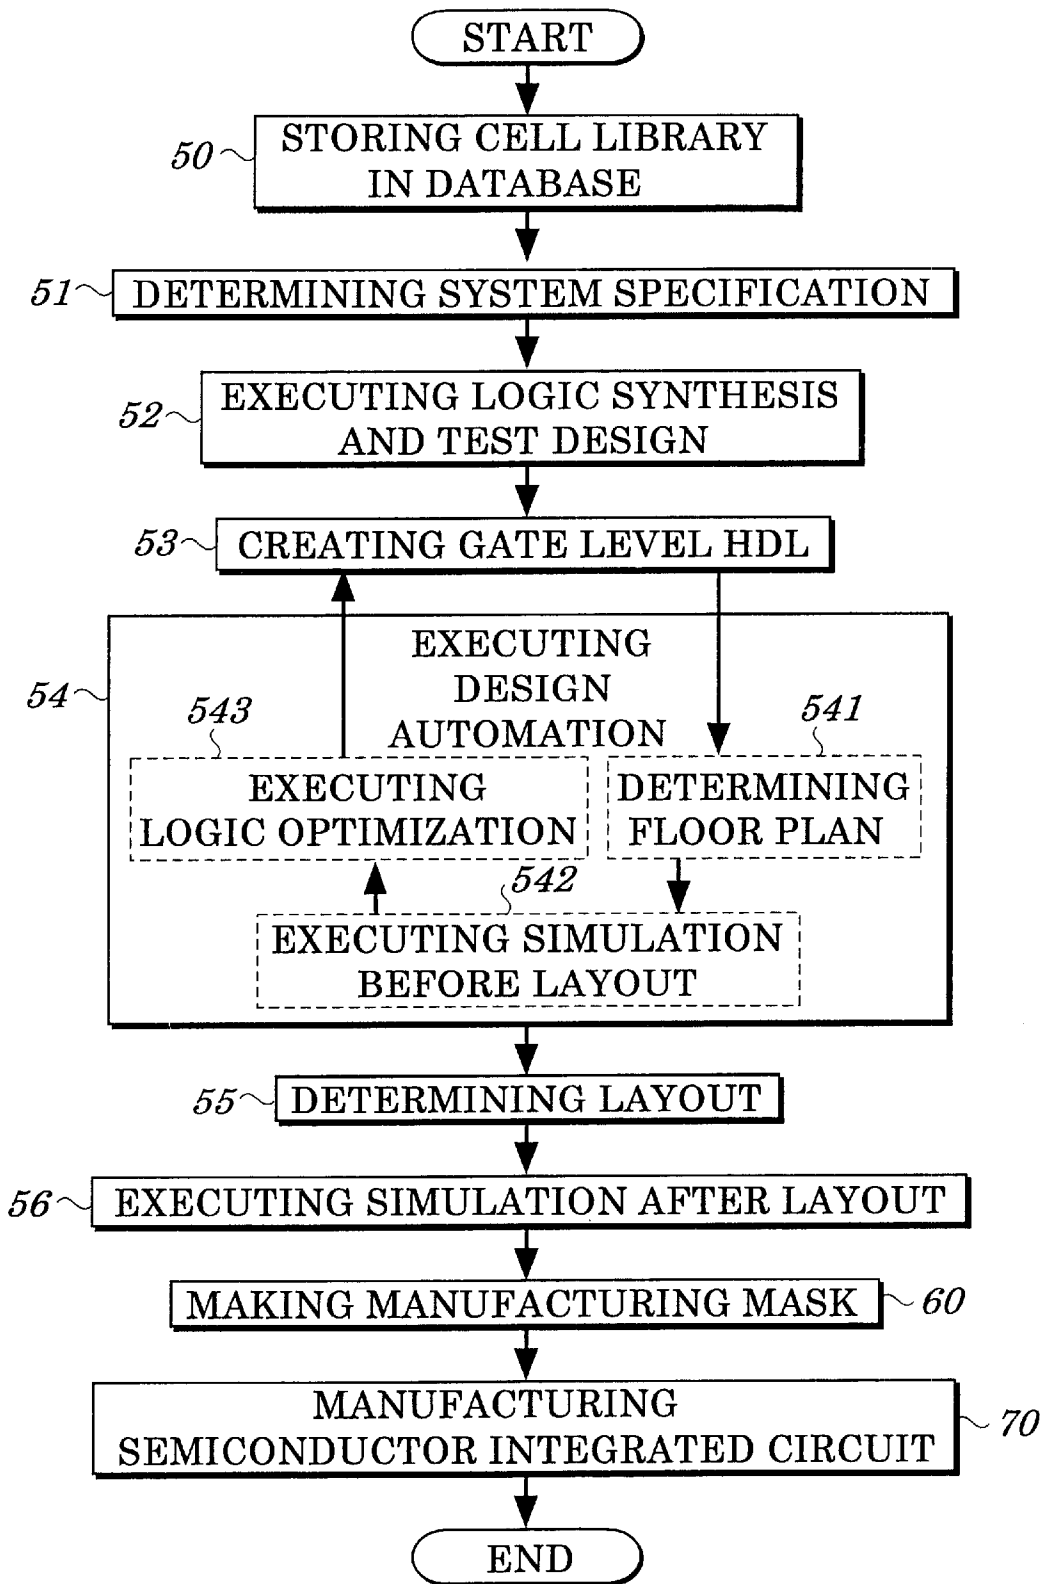 START
50
STORING CELL LIBRARY
IN DATABASE
51
DETERMINING SYSTEM SPECIFICATION
52
EXECUTING LOGIC SYNTHESIS
AND TEST DESIGN
53
CREATING GATE LEVEL HDL
54
EXECUTING
DESIGN
AUTOMATION
543
541
EXECUTING
LOGIC OPTIMIZATION
DETERMINING
FLOOR PLAN
542
EXECUTING SIMULATION
BEFORE LAYOUT
55
DETERMINING LAYOUT
56
EXECUTING SIMULATION AFTER LAYOUT
MAKING MANUFACTURING MASK
60
MANUFACTURING
SEMICONDUCTOR INTEGRATED CIRCUIT
70
END